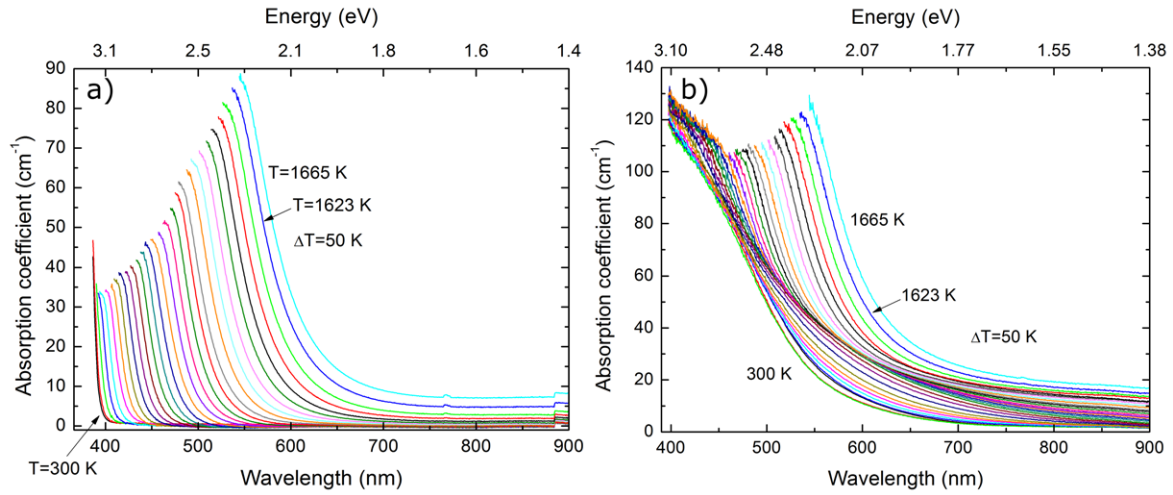 Energy (eV)
3.1 2.5 2.1 1.8 1.6 1.4
a)
Absorption coefficient (cm⁻¹)
90
80
70
60
50
40
30
20
10
0
T=1665 K
T=1623 K
ΔT=50 K
T=300 K
400 500 600 700 800 900
Wavelength (nm)
Energy (eV)
3.10 2.48 2.07 1.77 1.55 1.38
b)
Absorption coefficient (cm⁻¹)
140
120
100
80
60
40
20
0
1665 K
1623 K
ΔT=50 K
300 K
400 500 600 700 800 900
Wavelength (nm)